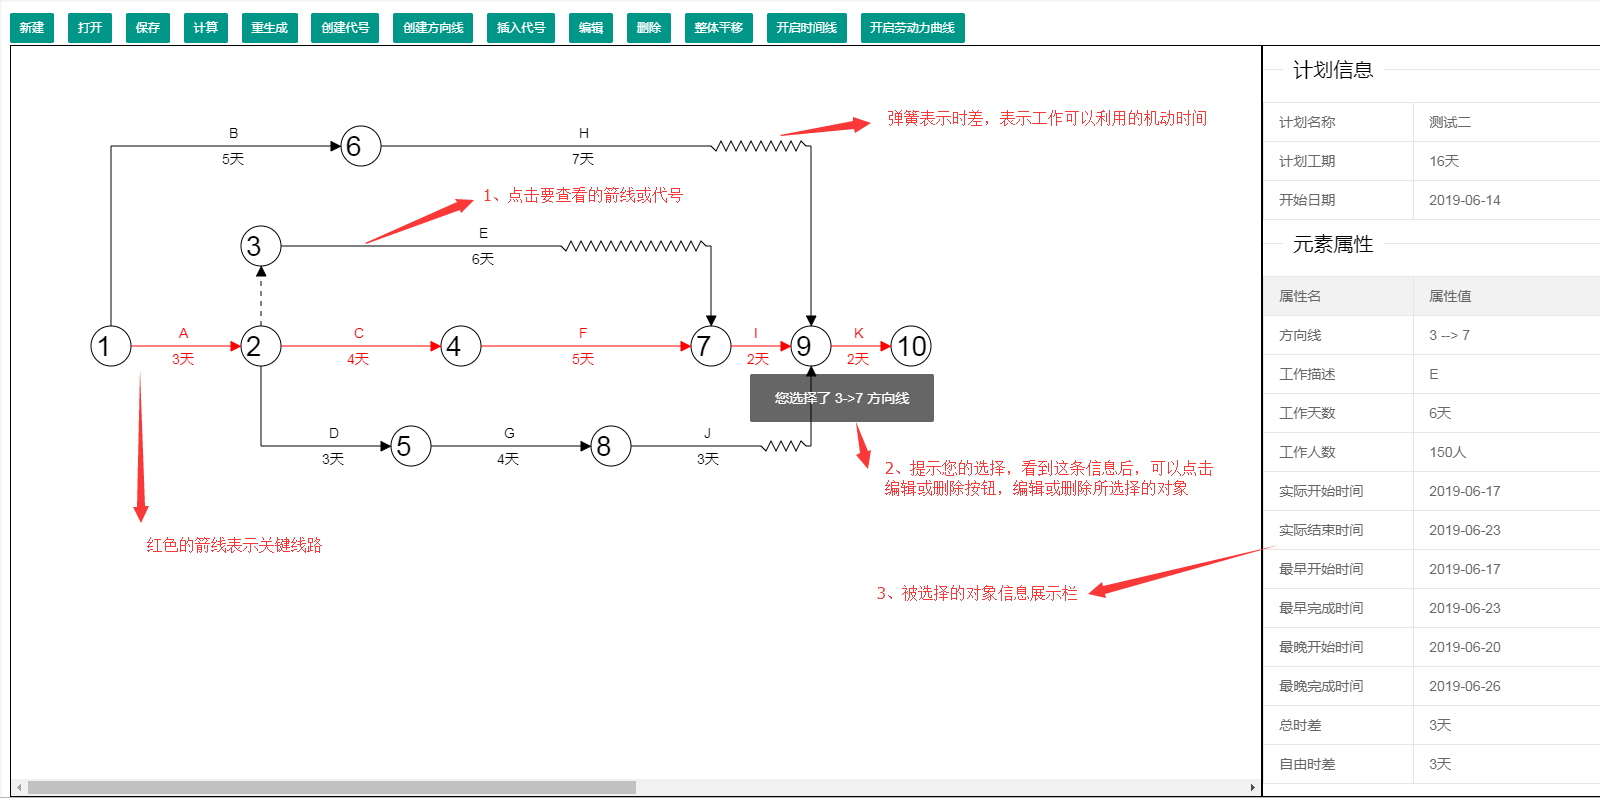 新建 打开 保存 计算 重生成 创建代号 创建方向线 插入代号 编辑 删除 整体平移 开启时间线 开启劳动力曲线
弹簧表示时差，表示工作可以利用的机动时间
B
5天
6
H
7天
1、点击要查看的箭线或代号
3
E
6天
1
A
3天
2
C
4天
4
F
5天
7
I
2天
9
K
2天
10
您选择了 3->7 方向线
D
3天
5
G
4天
8
J
3天
2、提示您的选择，看到这条信息后，可以点击
编辑或删除按钮，编辑或删除所选择的对象
红色的箭线表示关键线路
3、被选择的对象信息展示栏
计划信息
计划名称 测试二
计划工期 16天
开始日期 2019-06-14
元素属性
属性名 属性值
方向线 3 --> 7
工作描述 E
工作天数 6天
工作人数 150人
实际开始时间 2019-06-17
实际结束时间 2019-06-23
最早开始时间 2019-06-17
最早完成时间 2019-06-23
最晚开始时间 2019-06-20
最晚完成时间 2019-06-26
总时差 3天
自由时差 3天